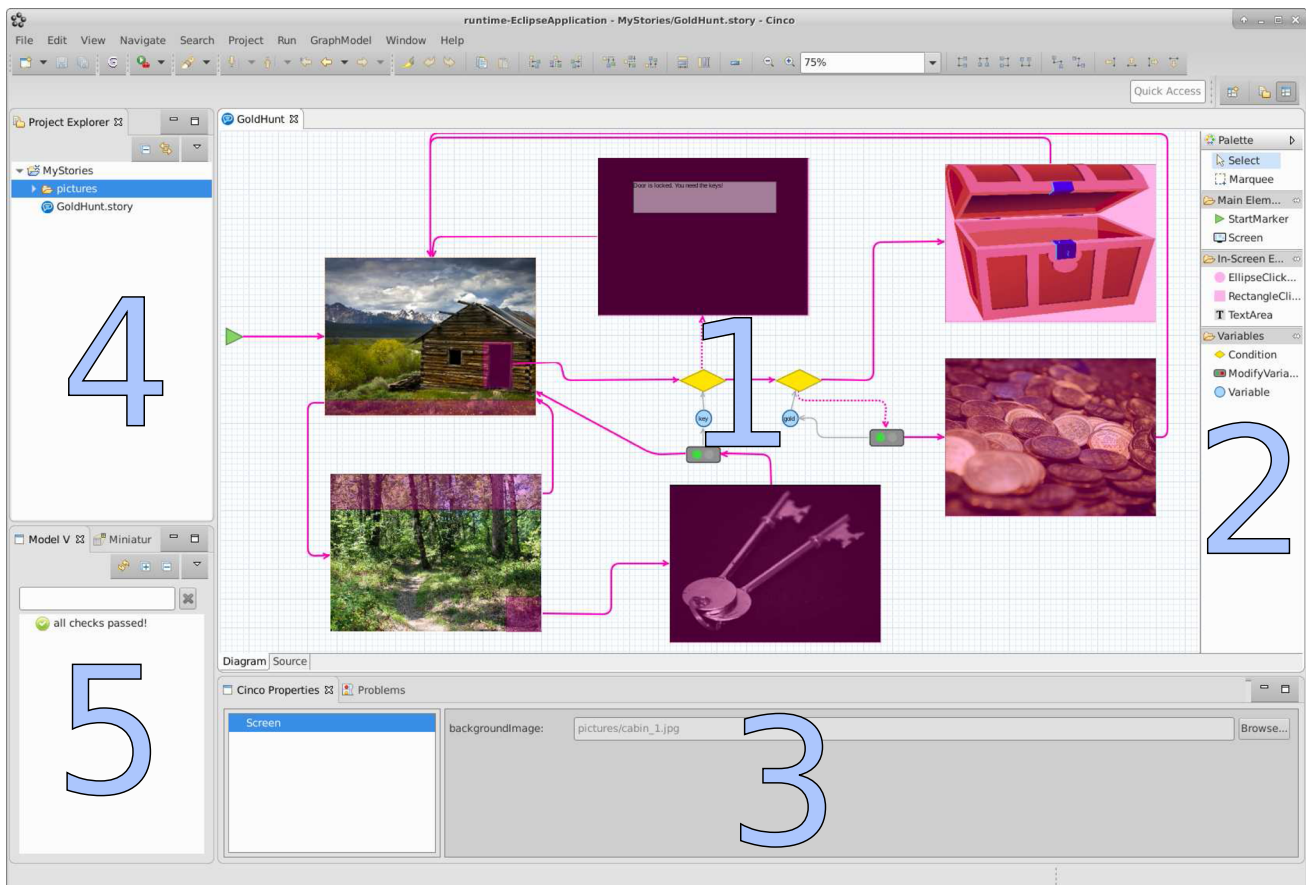 runtime-EclipseApplication - MyStories/GoldHunt.story - Cinco
File Edit View Navigate Search Project Run GraphModel Window Help
75%
Quick Access
Project Explorer
MyStories
pictures
GoldHunt.story
4
GoldHunt
Door is locked. You need the keys!
key
gold
1
Diagram Source
Palette
Select
Marquee
Main Elem...
StartMarker
Screen
In-Screen E...
EllipseClick...
RectangleCli...
T TextArea
Variables
Condition
ModifyVaria...
Variable
2
Model V Miniatur
all checks passed!
5
Cinco Properties Problems
Screen
backgroundImage: pictures/cabin_1.jpg Browse...
3